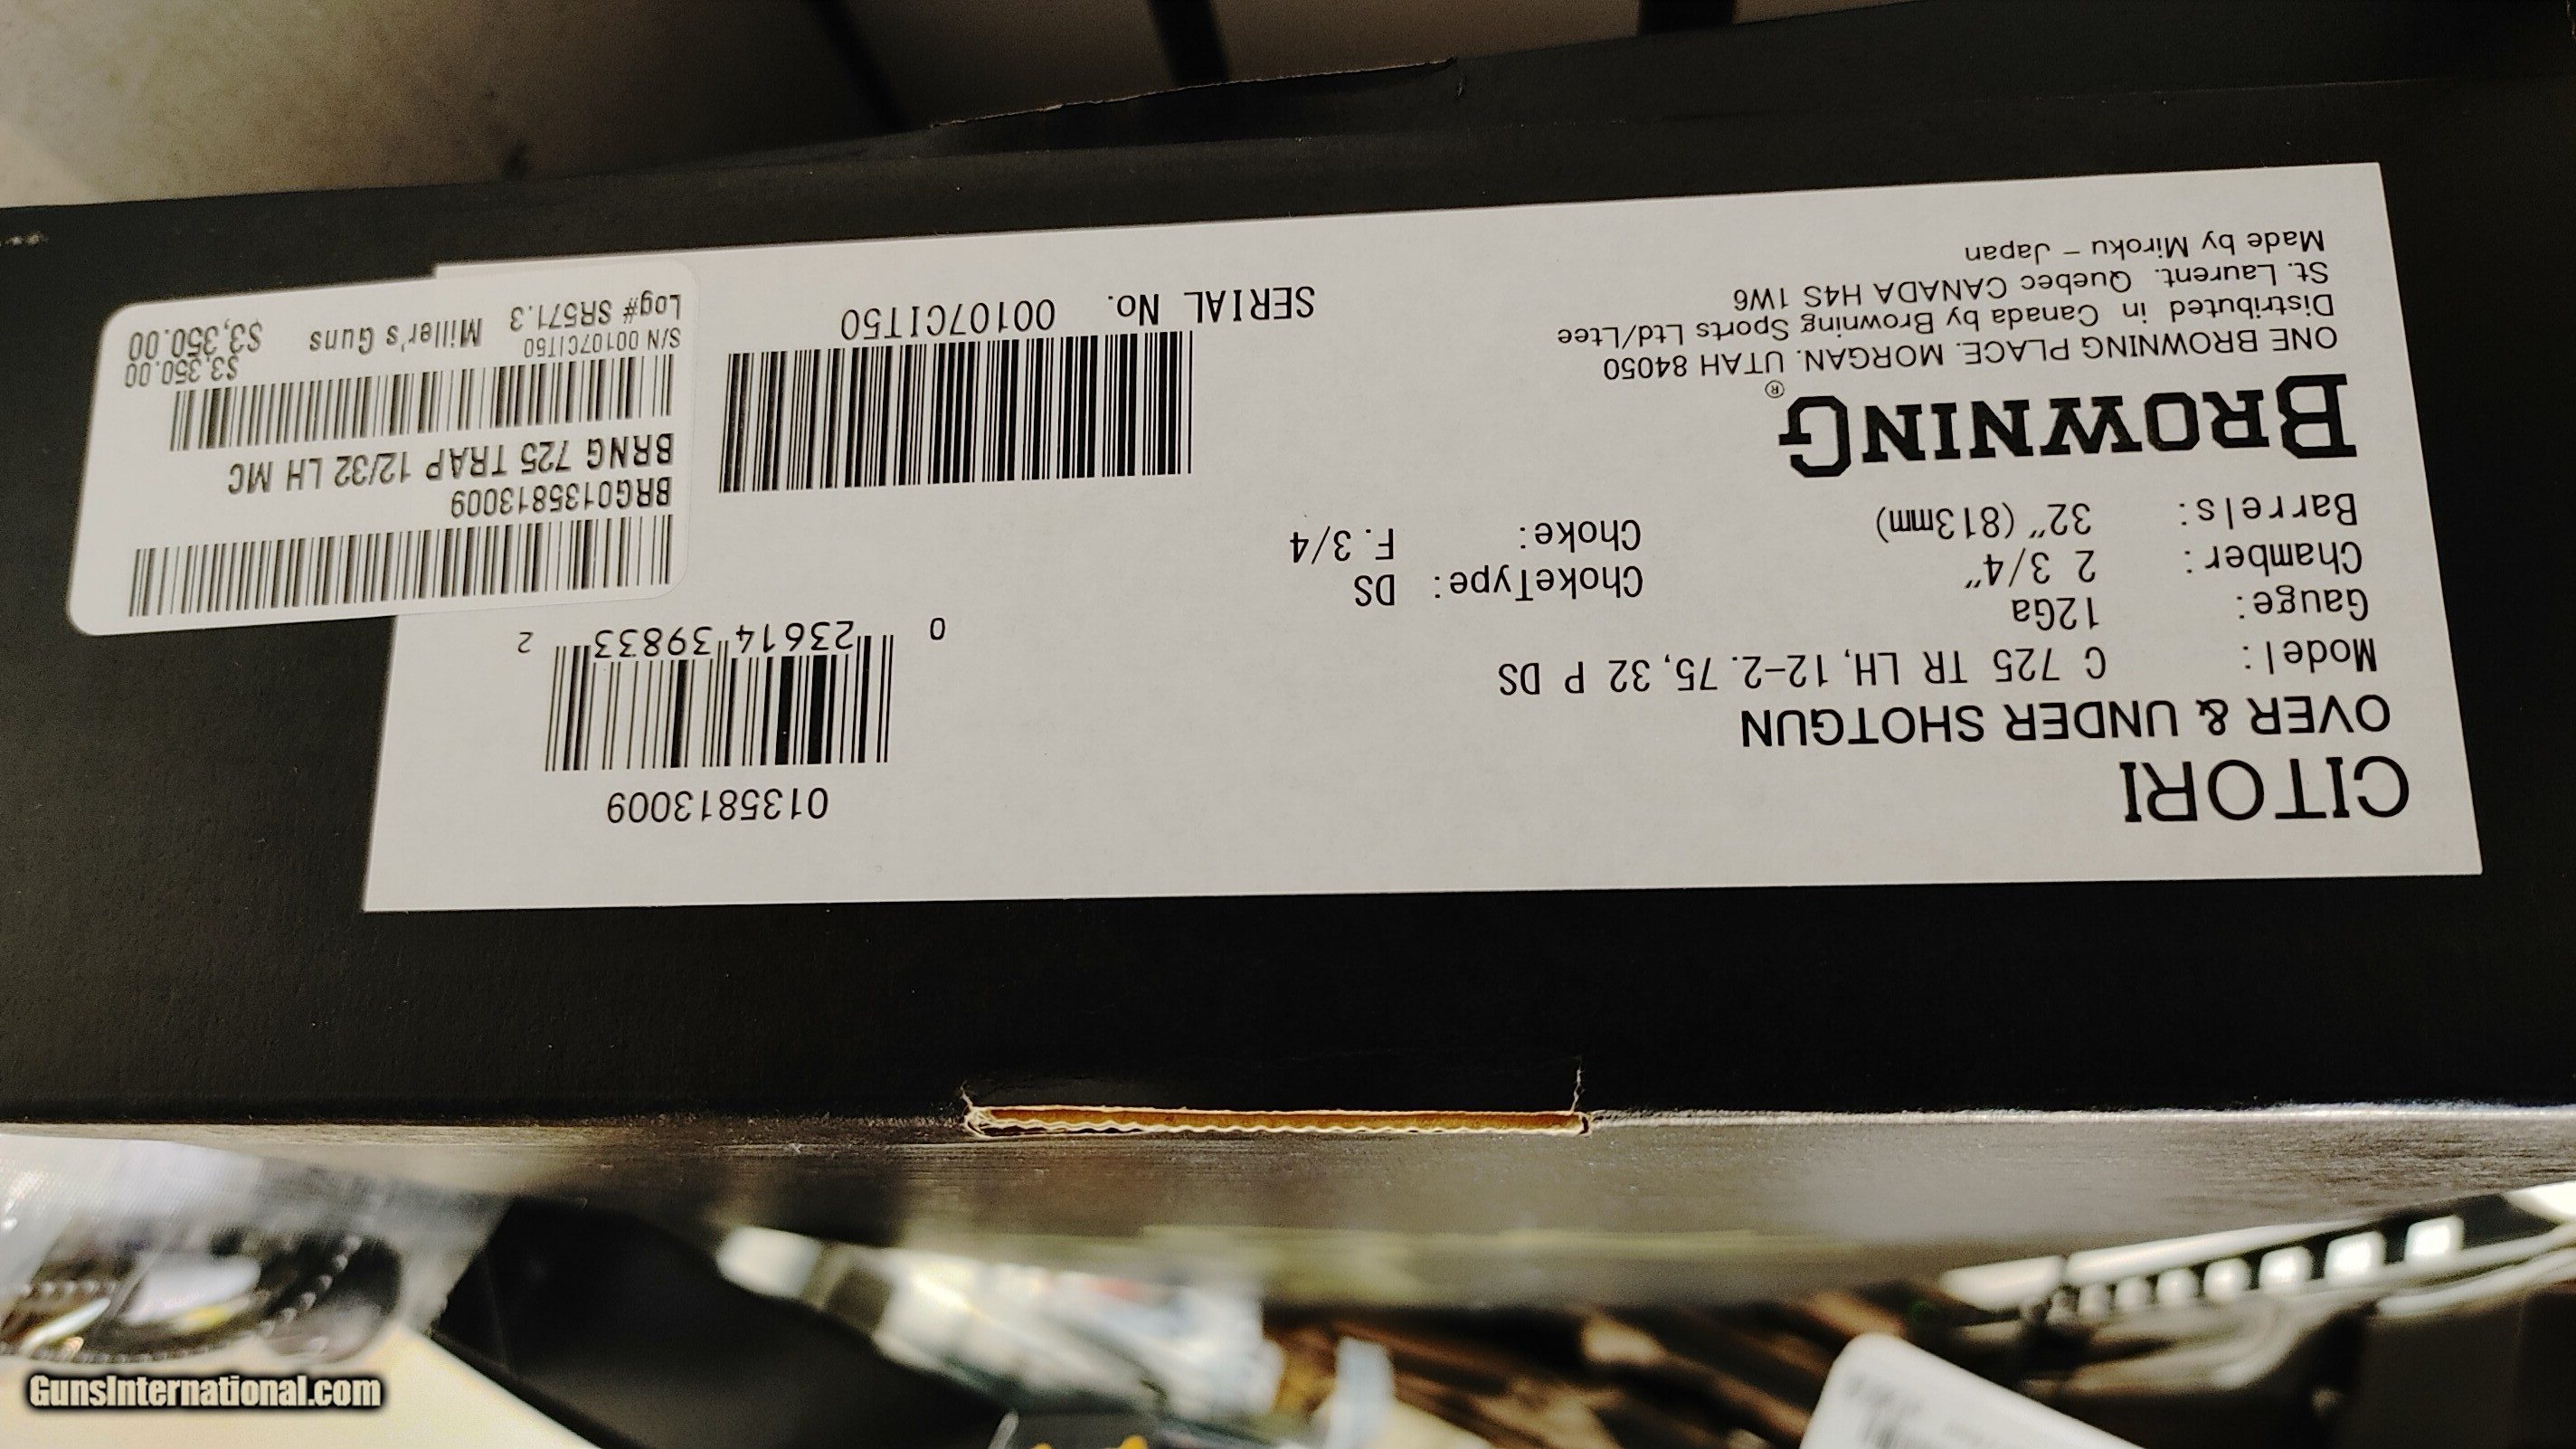 CITORI
OVER & UNDER SHOTGUN
Model: C 725 TR LH, 12-2.75, 32 P DS
Gauge: 12Ga
Chamber: 2 3/4"
Barrels: 32" (813mm)
ChokeType: DS
Choke: F. 3/4
BROWNING®
ONE BROWNING PLACE. MORGAN. UTAH 84050
Distributed in Canada by Browning Sports Ltd/Ltee
St. Laurent. Quebec CANADA H4S 1W6
Made by Miroku - Japan
0135813009
0 23614 39833 2
SERIAL No. 00107CIT50
BRG0135813009
BRNG 725 TRAP 12/32 LH MC
$3,350.00
S/N 00107CIT50
Log# SR571.3 Miller's Guns $3,350.00
GunsInternational.com